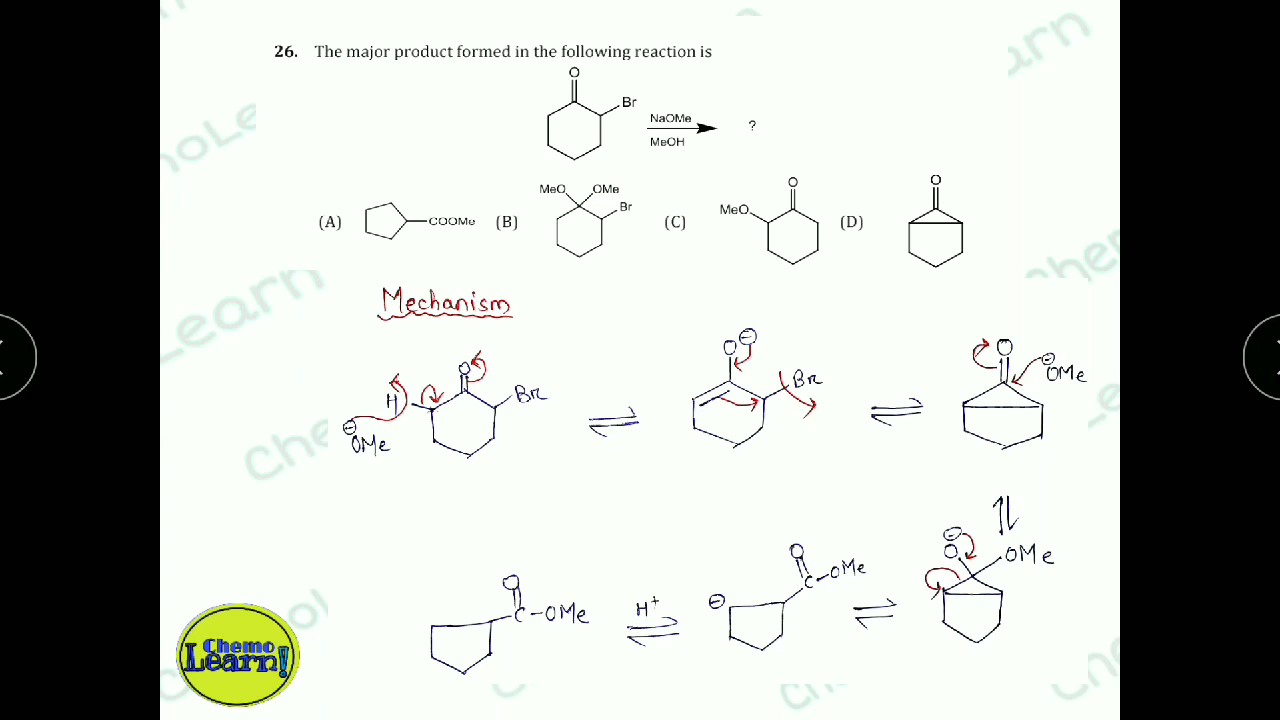 26. The major product formed in the following reaction is
O
Br
NaOMe
MeOH
?
(A) COOMe
(B) MeO OMe Br
(C) MeO O
(D) O
Mechanism
H O Br
⊖
OMe
O ⊖ Br
O ⊖
OMe
⊖
O OMe
⊖ O C-OMe
H+
O C-OMe
Chemo
Learn!